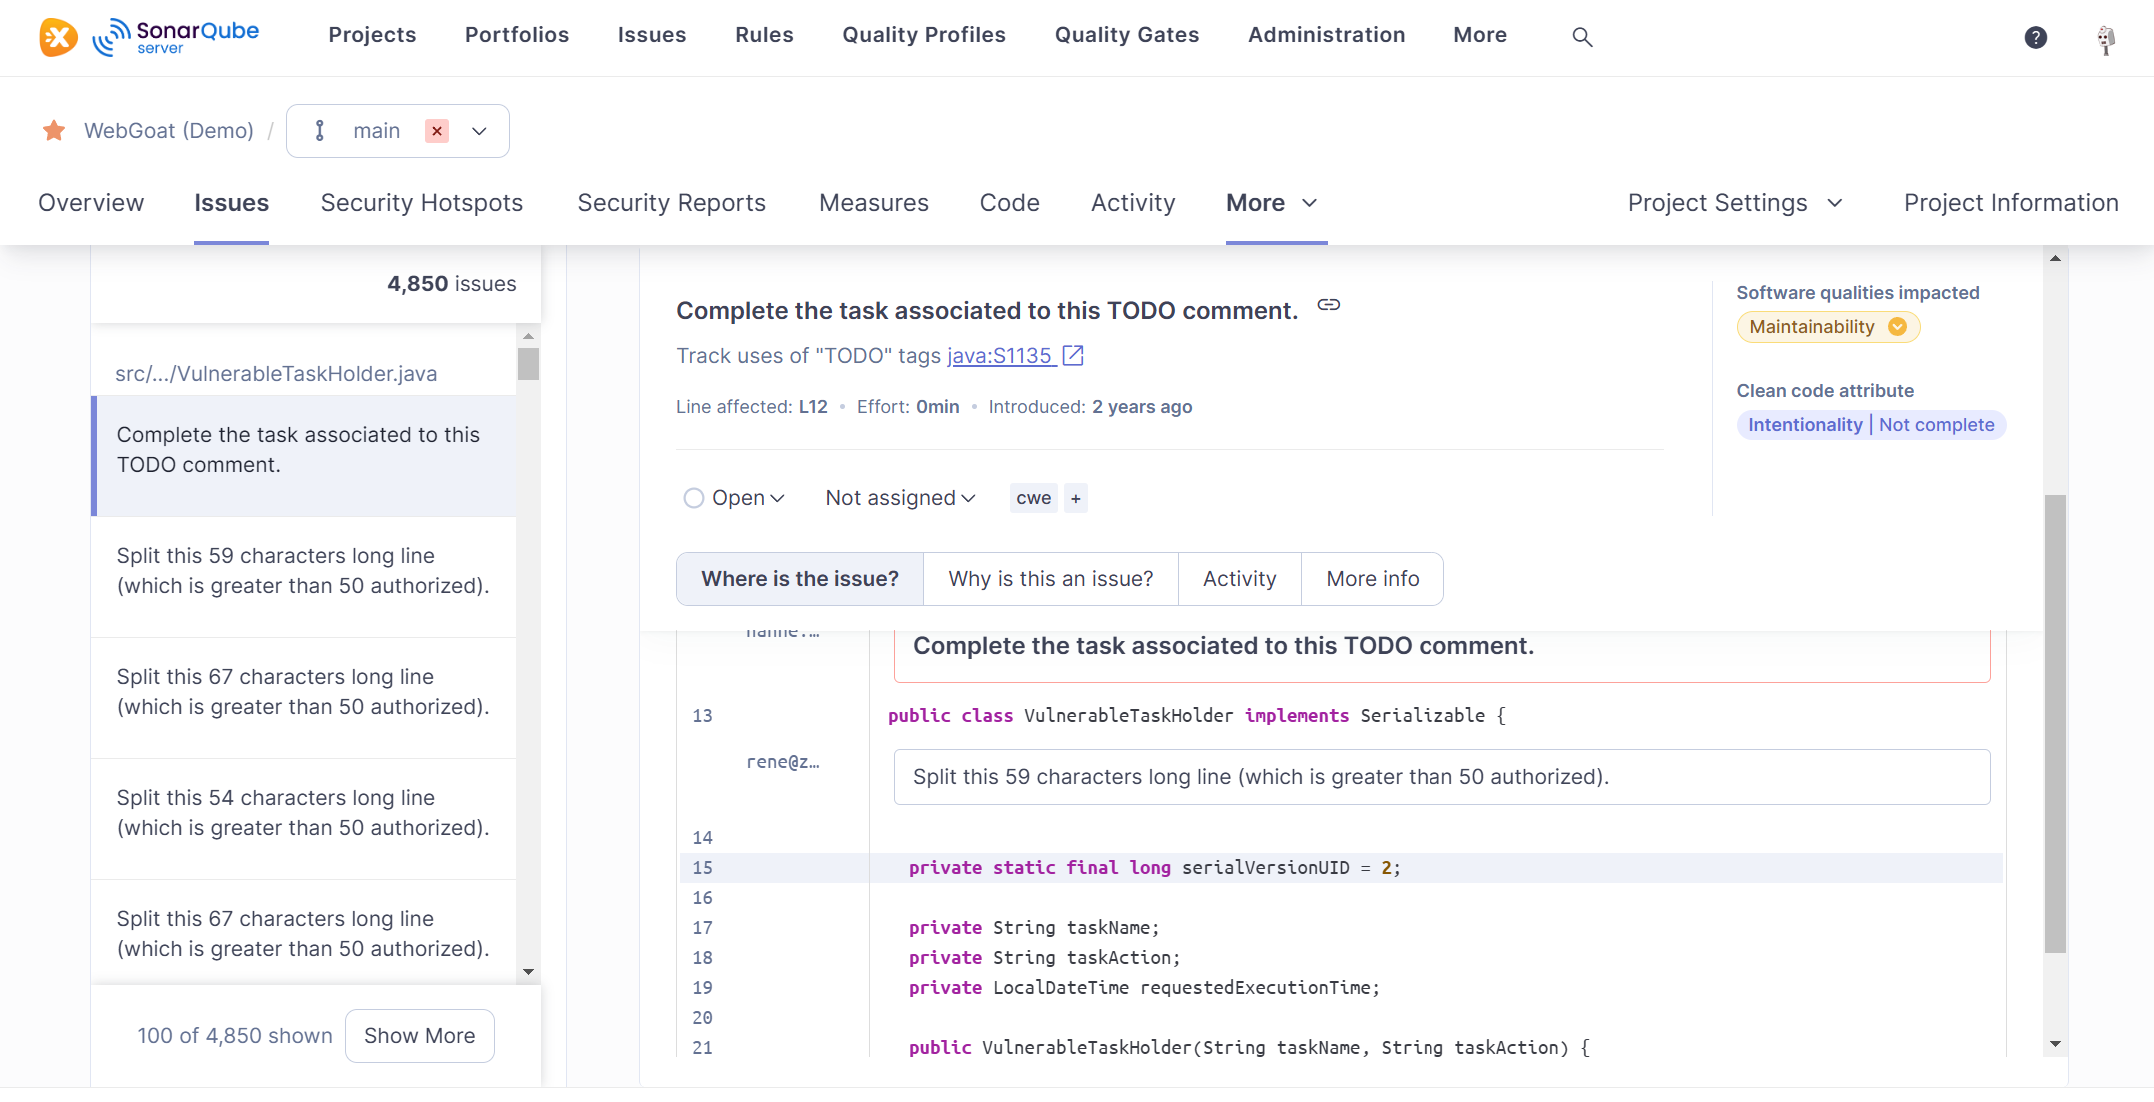 SonarQube
server
Projects
Portfolios
Issues
Rules
Quality Profiles
Quality Gates
Administration
More
?
WebGoat (Demo) /
main
Overview
Issues
Security Hotspots
Security Reports
Measures
Code
Activity
More
Project Settings
Project Information
4,850 issues
src/.../VulnerableTaskHolder.java
Complete the task associated to this
TODO comment.
Split this 59 characters long line
(which is greater than 50 authorized).
Split this 67 characters long line
(which is greater than 50 authorized).
Split this 54 characters long line
(which is greater than 50 authorized).
Split this 67 characters long line
(which is greater than 50 authorized).
100 of 4,850 shown
Show More
Complete the task associated to this TODO comment.
Track uses of "TODO" tags java:S1135
Line affected: L12 • Effort: 0min • Introduced: 2 years ago
Open
Not assigned
cwe
+
Software qualities impacted
Maintainability
Clean code attribute
Intentionality | Not complete
Where is the issue?
Why is this an issue?
Activity
More info
Complete the task associated to this TODO comment.
13 public class VulnerableTaskHolder implements Serializable {
rene@z…
Split this 59 characters long line (which is greater than 50 authorized).
14
15 private static final long serialVersionUID = 2;
16
17 private String taskName;
18 private String taskAction;
19 private LocalDateTime requestedExecutionTime;
20
21 public VulnerableTaskHolder(String taskName, String taskAction) {